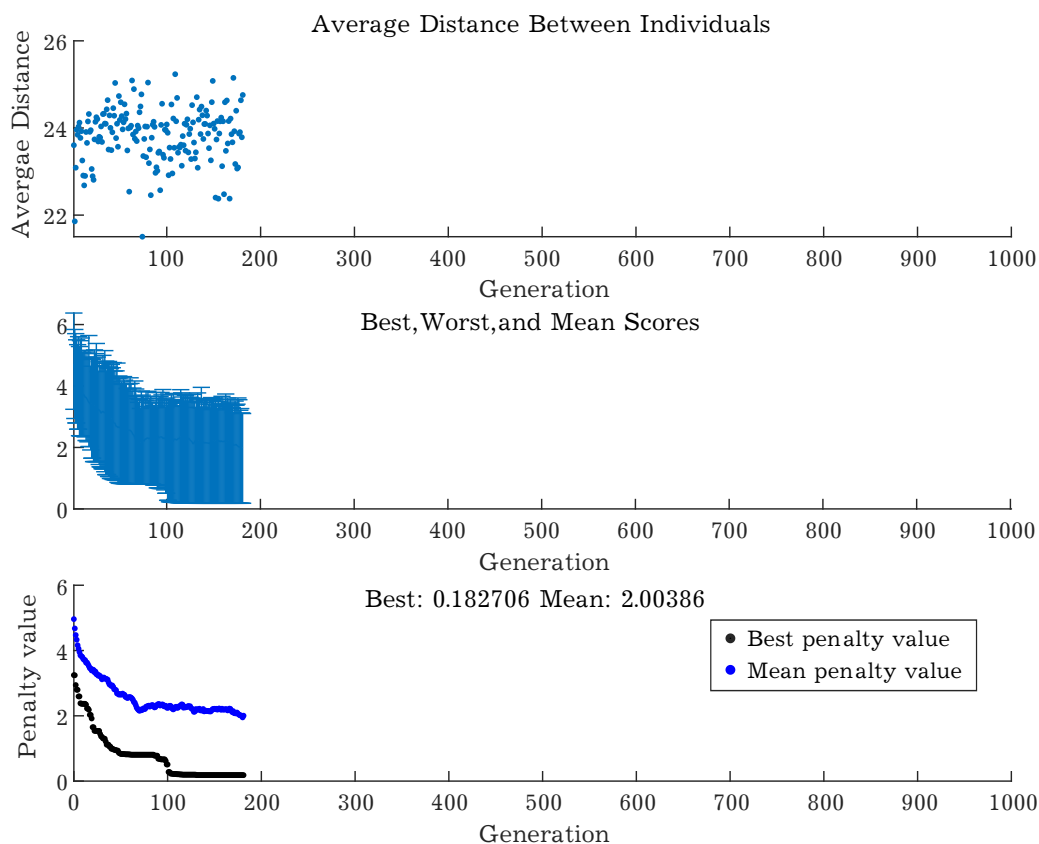 Average Distance Between Individuals
Avergae Distance
26
24
22
100 200 300 400 500 600 700 800 900 1000
Generation
Best,Worst,and Mean Scores
6
4
2
0
100 200 300 400 500 600 700 800 900 1000
Generation
Best: 0.182706 Mean: 2.00386
Penalty value
6
4
2
0
Best penalty value
Mean penalty value
0 100 200 300 400 500 600 700 800 900 1000
Generation